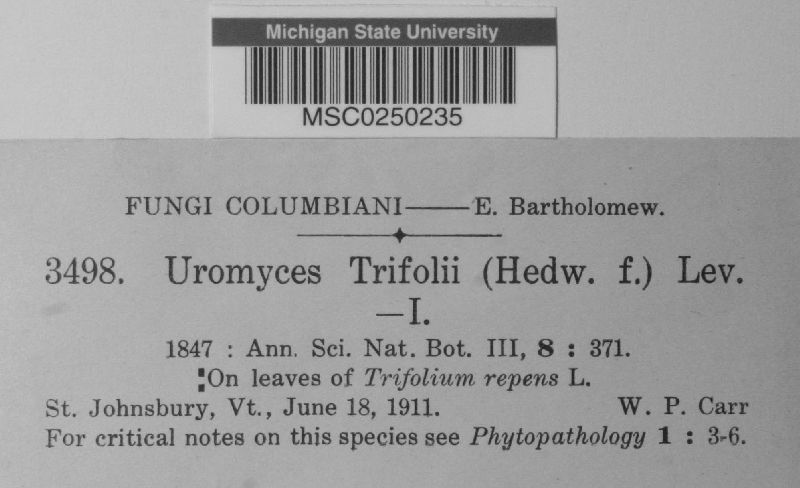 Michigan State University
MSC0250235
FUNGI COLUMBIANI——E. Bartholomew.
3498. Uromyces Trifolii (Hedw. f.) Lev.
—I.
1847 : Ann. Sci. Nat. Bot. III, 8 : 371.
On leaves of Trifolium repens L.
St. Johnsbury, Vt., June 18, 1911. W. P. Carr
For critical notes on this species see Phytopathology 1 : 3-6.